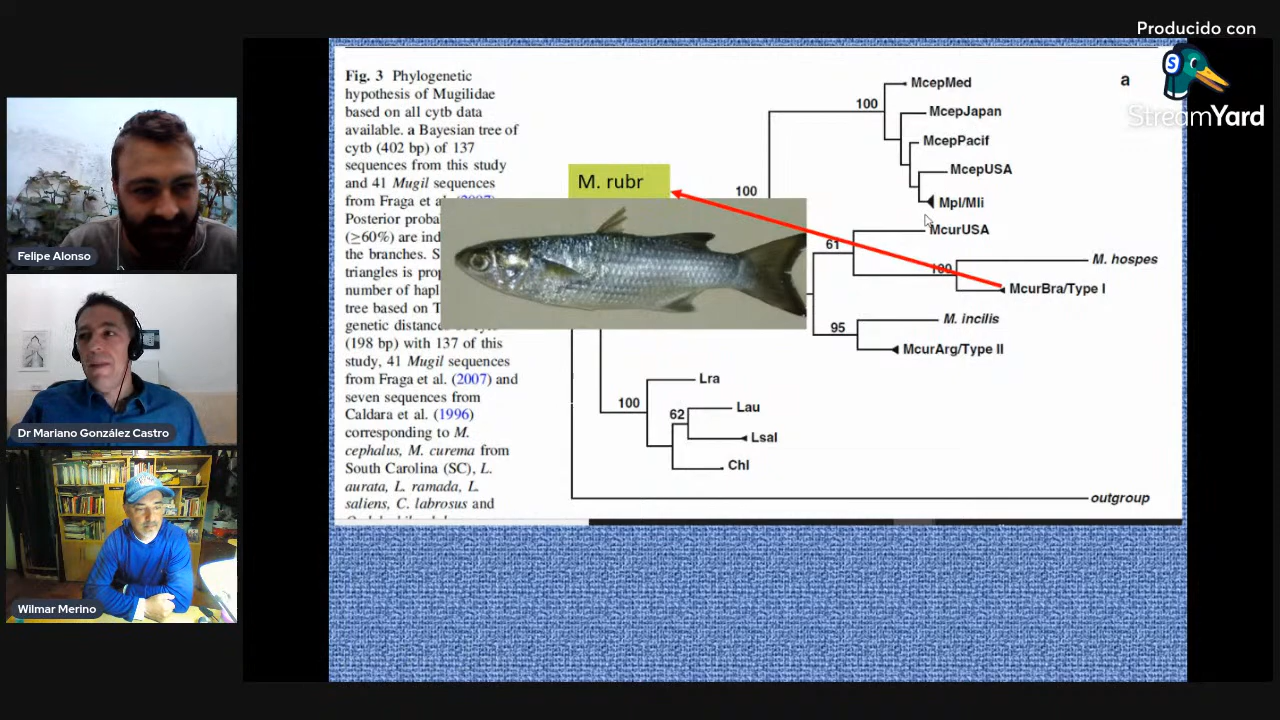 Producido con
StreamYard
Felipe Alonso
Dr Mariano González Castro
Wilmar Merino
Fig. 3 Phylogenetic
hypothesis of Mugilidae
based on all cytb data
available. a Bayesian tree of
cytb (402 bp) of 137
sequences from this study
and 41 Mugil sequences
from Fraga et al.
Posterior
(≥60%) are
the branches. S
triangles is
number of
tree based on T
genetic
(198 bp) with 137 of this
study, 41 Mugil sequences
from Fraga et al. (2007) and
seven sequences from
Caldara et al. (1996)
corresponding to M.
cephalus, M. curema from
South Carolina (SC), L.
aurata, L. ramada, L.
saliens, C. labrosus and
M. rubr
a
100
McepMed
McepJapan
McepPacif
McepUSA
100
Mpl/Mli
McurUSA
61
M. hospes
100
McurBra/Type I
M. incilis
95
McurArg/Type II
Lra
100
Lau
62
Lsal
Chl
outgroup